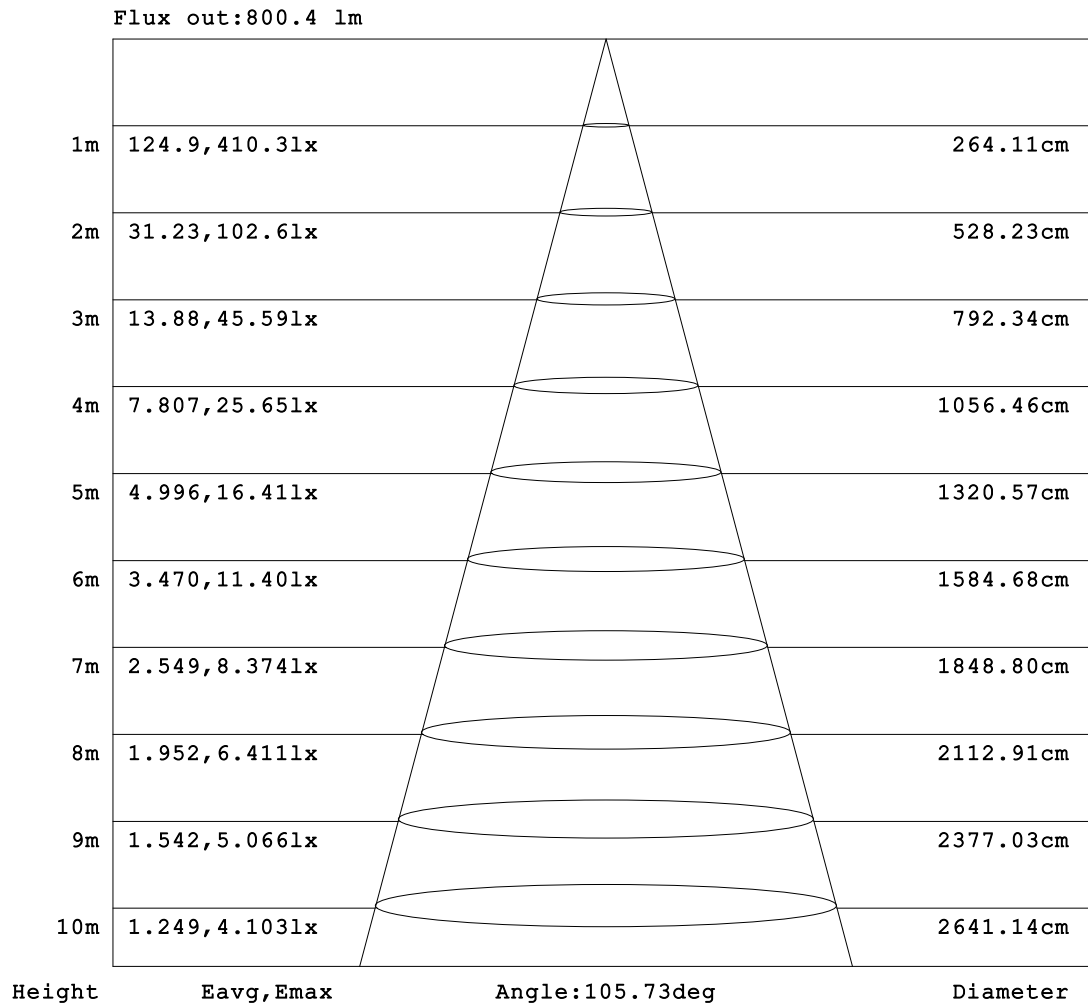 Flux out:800.4 lm
1m 124.9,410.3lx 264.11cm
2m 31.23,102.6lx 528.23cm
3m 13.88,45.59lx 792.34cm
4m 7.807,25.65lx 1056.46cm
5m 4.996,16.41lx 1320.57cm
6m 3.470,11.40lx 1584.68cm
7m 2.549,8.374lx 1848.80cm
8m 1.952,6.411lx 2112.91cm
9m 1.542,5.066lx 2377.03cm
10m 1.249,4.103lx 2641.14cm
Height Eavg,Emax Angle:105.73deg Diameter